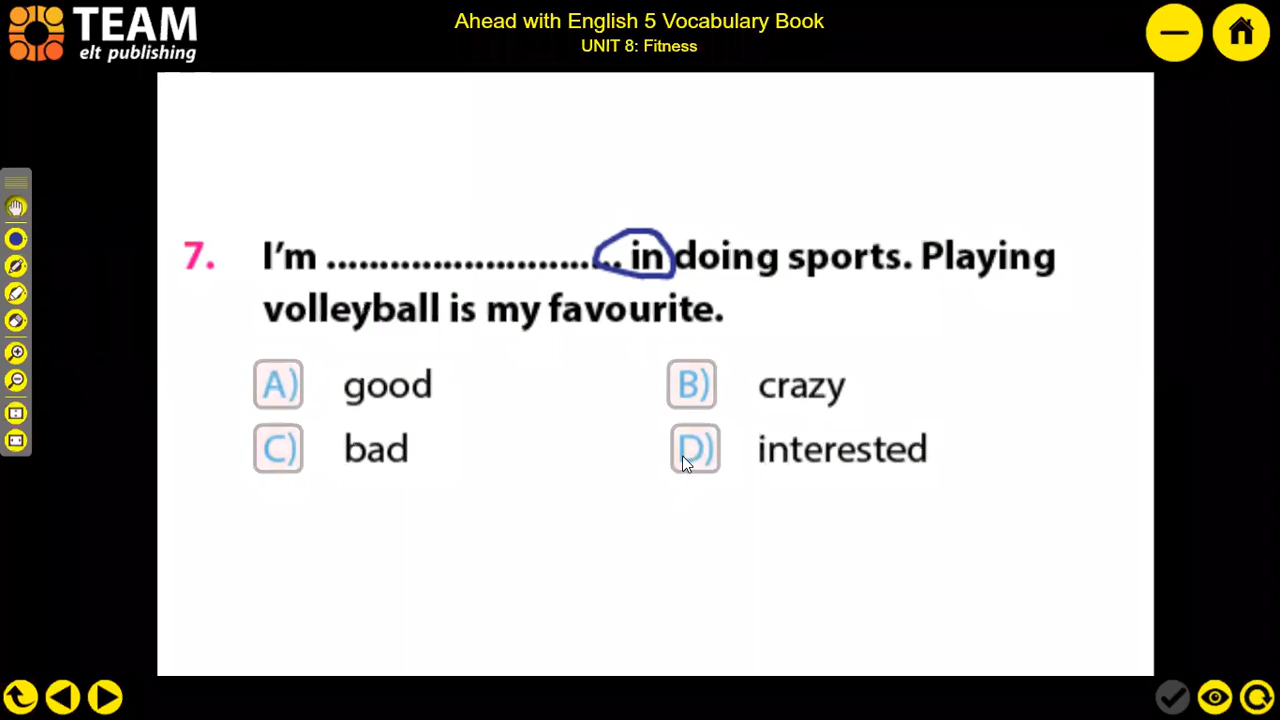 TEAM
elt publishing
Ahead with English 5 Vocabulary Book
UNIT 8: Fitness
7. I'm ............................ in doing sports. Playing
volleyball is my favourite.
A) good B) crazy
C) bad D) interested